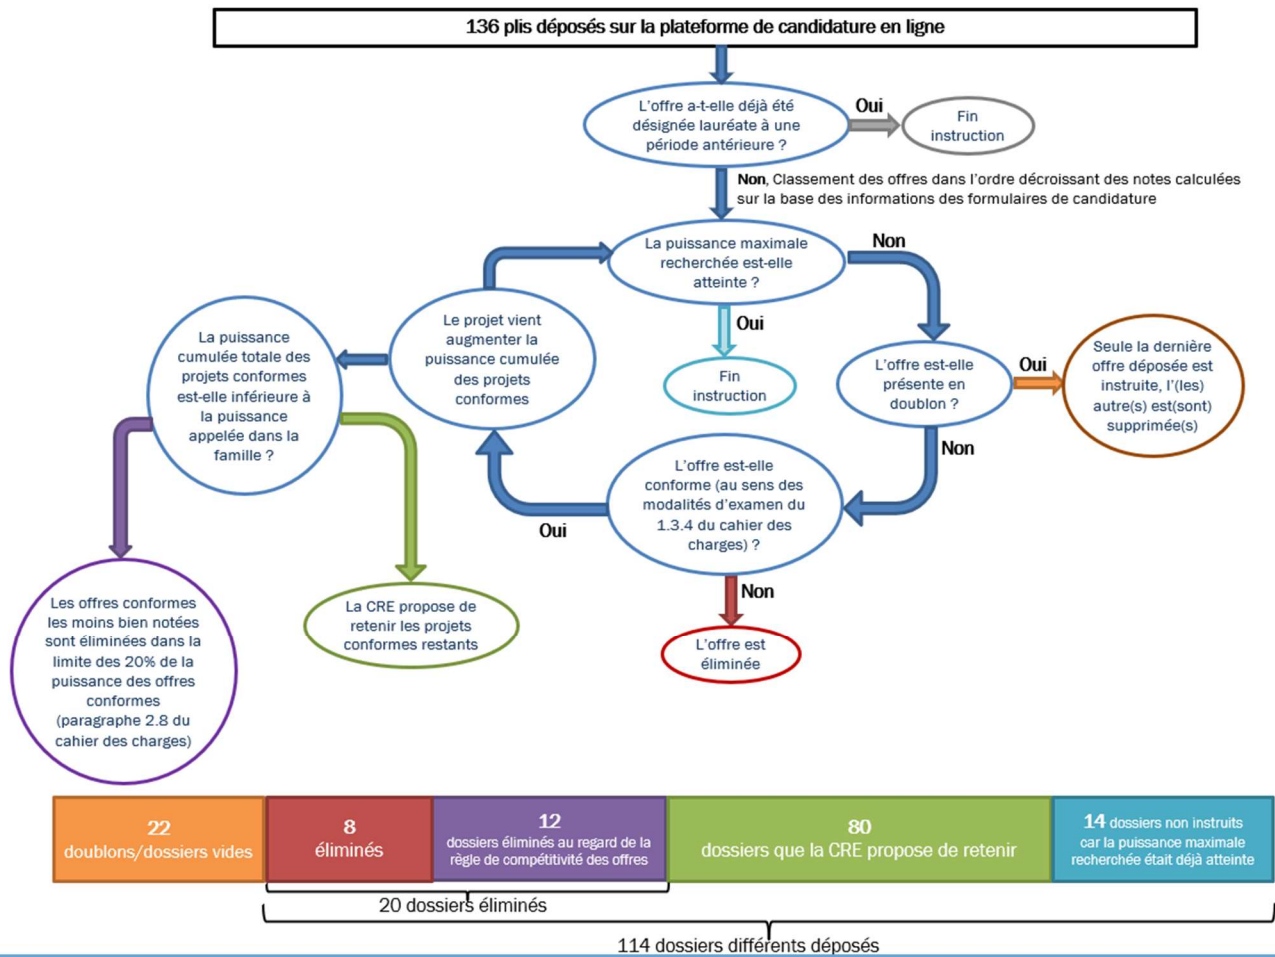 136 plis déposés sur la plateforme de candidature en ligne
L'offre a-t-elle déjà été
désignée lauréate à une
période antérieure ?
Oui
Fin
instruction
Non, Classement des offres dans l'ordre décroissant des notes calculées
sur la base des informations des formulaires de candidature
La puissance maximale
recherchée est-elle
atteinte ?
Non
Oui
Fin
instruction
Le projet vient
augmenter la
puissance cumulée
des projets
conformes
La puissance
cumulée totale des
projets conformes
est-elle inférieure à
la puissance
appelée dans la
famille ?
L'offre est-elle
présente en
doublon ?
Oui
Seule la dernière
offre déposée est
instruite, l'(les)
autre(s) est(sont)
supprimée(s)
Non
L'offre est-elle
conforme (au sens des
modalités d'examen du
1.3.4 du cahier des
charges) ?
Oui
Non
L'offre est
éliminée
Les offres conformes
les moins bien notées
sont éliminées dans la
limite des 20% de la
puissance des offres
conformes
(paragraphe 2.8 du
cahier des charges)
La CRE propose de
retenir les projets
conformes restants
22
doublons/dossiers vides
8
éliminés
12
dossiers éliminés au regard de la
règle de compétitivité des offres
80
dossiers que la CRE propose de retenir
14 dossiers non instruits
car la puissance maximale
recherchée était déjà atteinte
20 dossiers éliminés
114 dossiers différents déposés